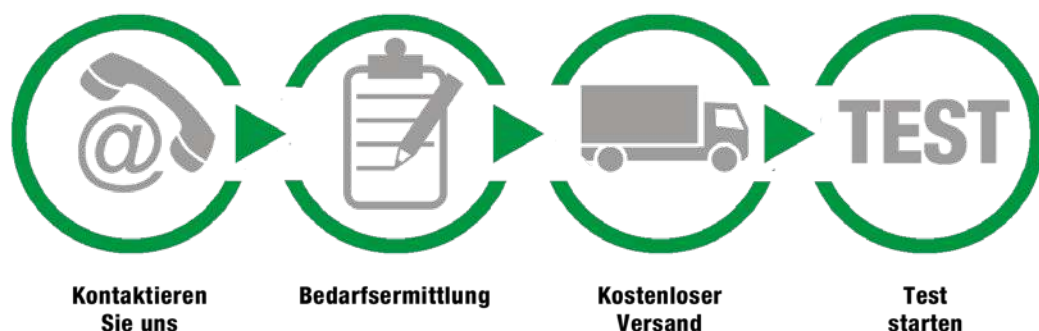 @
TEST
Kontaktieren
Sie uns
Bedarfsermittlung
Kostenloser
Versand
Test
starten